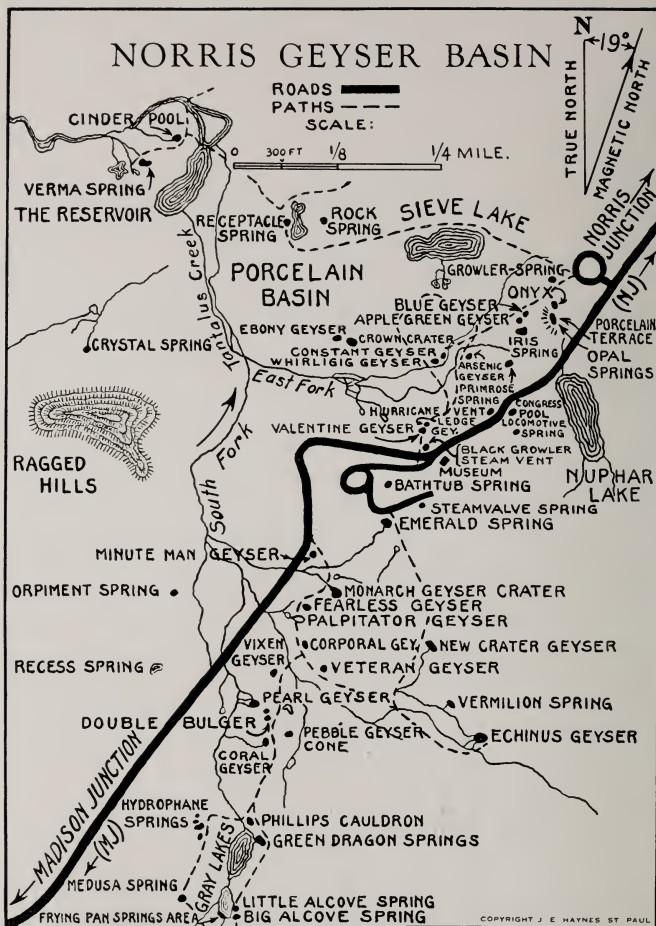 NORRIS GEYSER BASIN
N
19°
TRUE NORTH
MAGNETIC NORTH
ROADS
PATHS
SCALE:
0 300 FT 1/8 1/4 MILE.
CINDER POOL
VERMA SPRING
THE RESERVOIR
RECEPTACLE
SPRING
ROCK
SPRING
SIEVE LAKE
NORRIS
JUNCTION
(NJ)
GROWLER-SPRING
PORCELAIN
BASIN
Tantalus Creek
ONYX
BLUE GEYSER
APPLE GREEN GEYSER
PORCELAIN
TERRACE
OPAL
SPRINGS
IRIS
SPRING
EBONY GEYSER
CROWN CRATER
CONSTANT GEYSER
WHIRLIGIG GEYSER
CRYSTAL SPRING
East Fork
ARSENIC
GEYSER
PRIMROSE
SPRING
HURRICANE VENT
CONGRESS
POOL
LOCOMOTIVE
SPRING
VALENTINE GEYSER
LEDGE
GEY.
BLACK GROWLER
STEAM VENT
MUSEUM
NUPHAR
LAKE
RAGGED
HILLS
South Fork
BATHTUB SPRING
STEAMVALVE SPRING
EMERALD SPRING
MINUTE MAN GEYSER
ORPIMENT SPRING
MONARCH GEYSER CRATER
FEARLESS GEYSER
PALPITATOR GEYSER
VIXEN
GEYSER
CORPORAL GEY.
NEW CRATER GEYSER
RECESS SPRING
VETERAN GEYSER
PEARL GEYSER
VERMILION SPRING
DOUBLE BULGER
PEBBLE GEYSER
CONE
ECHINUS GEYSER
CORAL
GEYSER
MADISON JUNCTION
(MJ)
HYDROPHANE
SPRINGS
PHILLIPS CAULDRON
GREEN DRAGON SPRINGS
GRAY LAKES
MEDUSA SPRING
LITTLE ALCOVE SPRING
FRYING PAN SPRINGS AREA
BIG ALCOVE SPRING
COPYRIGHT J E HAYNES ST PAUL